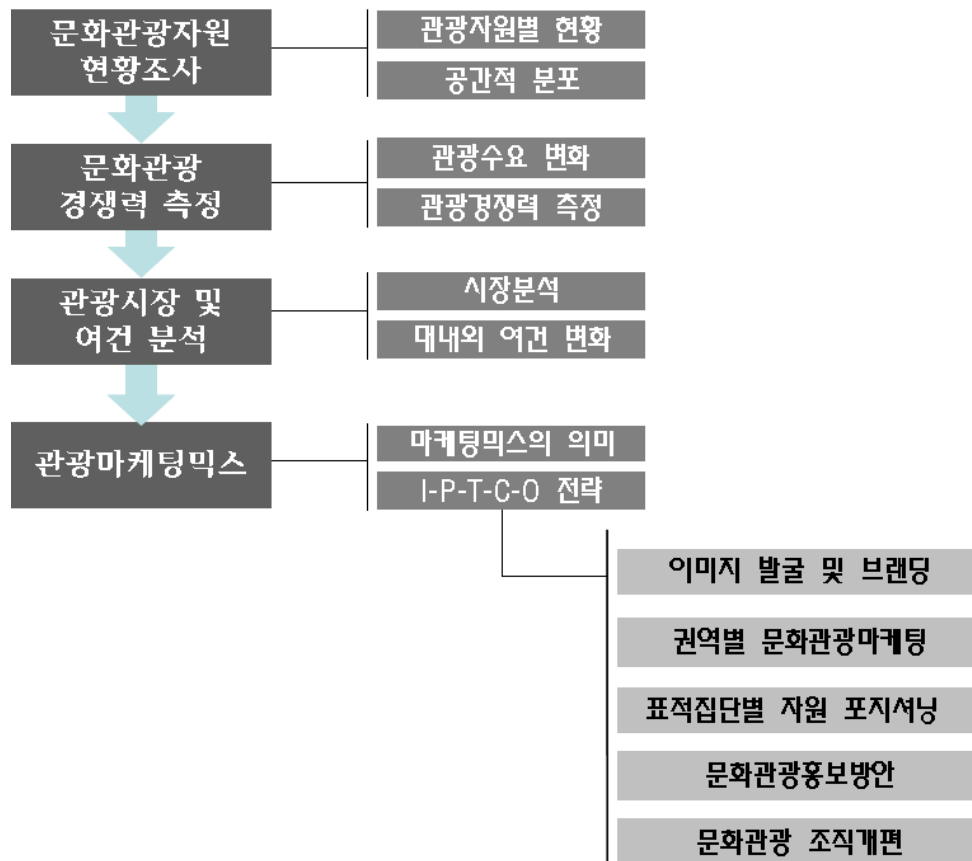 문화관광자원
현황조사
관광자원별 현황
공간적 분포
문화관광
경쟁력 측정
관광수요 변화
관광경쟁력 측정
관광시장 및
여건 분석
시장분석
대내외 여건 변화
관광마케팅믹스
마케팅믹스의 의미
I-P-T-C-O 전략
이미지 발굴 및 브랜딩
권역별 문화관광마케팅
표적집단별 자원 포지셔닝
문화관광홍보방안
문화관광 조직개편